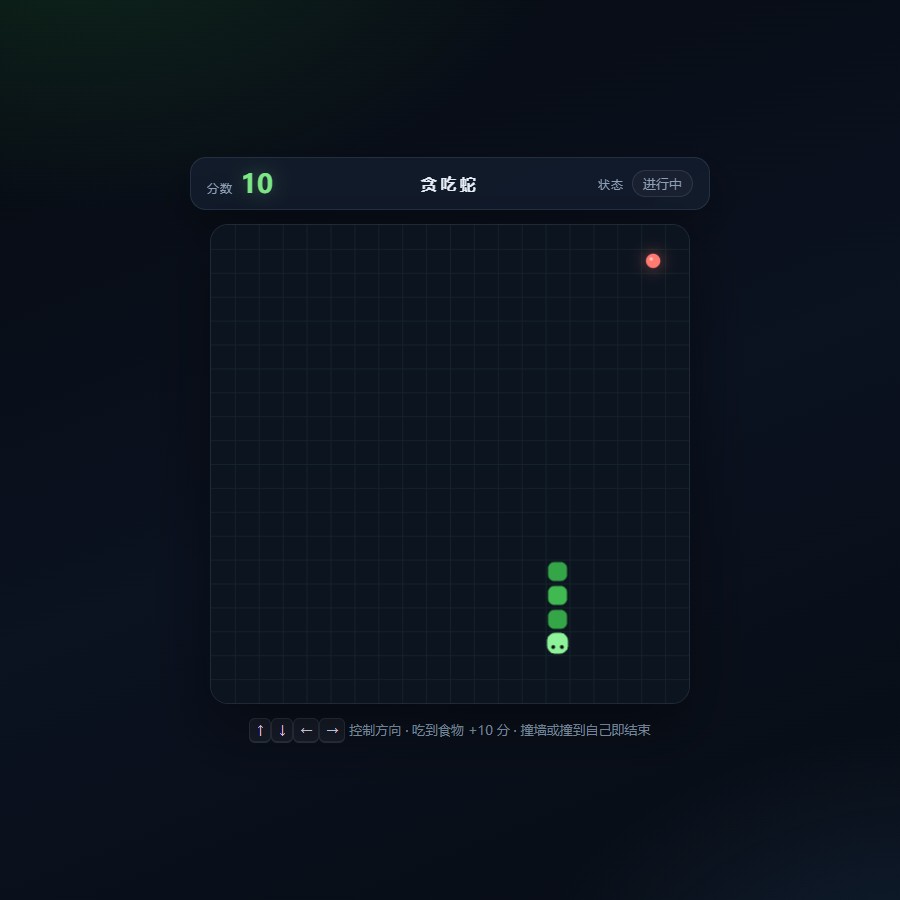 分数 10 贪吃蛇 状态 进行中
↑ ↓ ← → 控制方向 · 吃到食物 +10 分 · 撞墙或撞到自己即结束